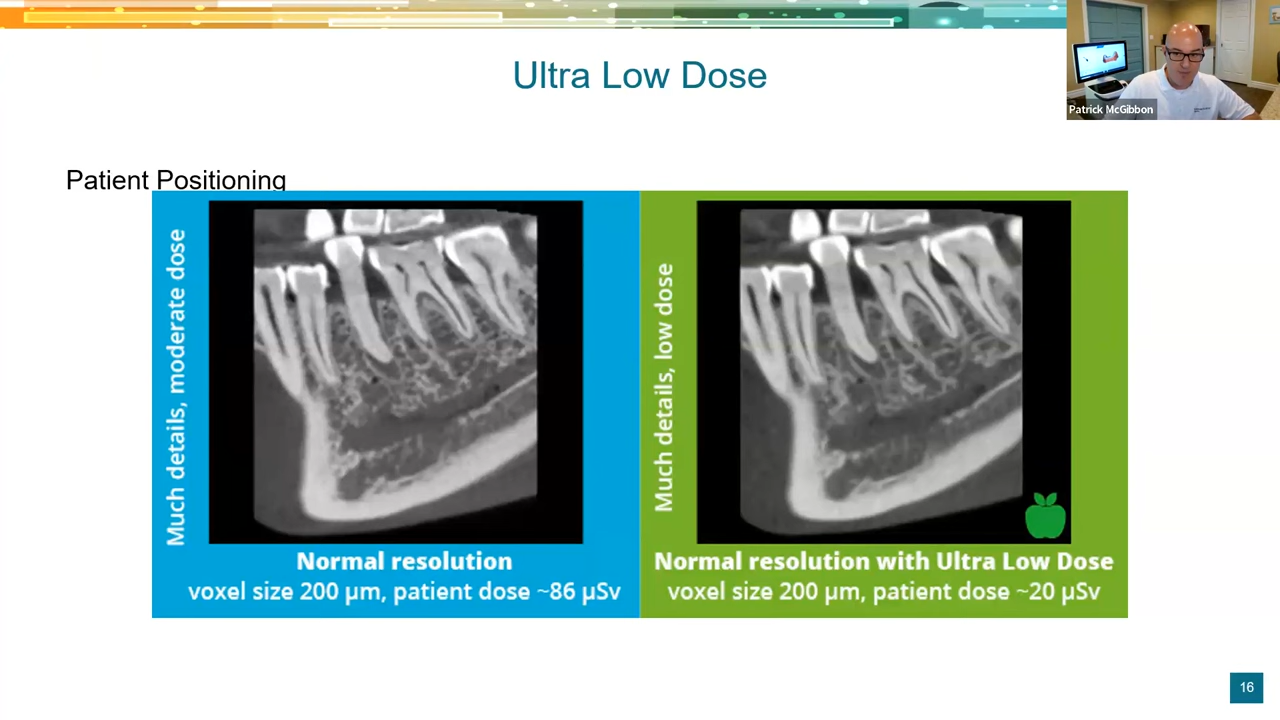 Ultra Low Dose
Patrick McGibbon
Patient Positioning
Much details, moderate dose
Normal resolution
voxel size 200 µm, patient dose ~86 µSv
Much details, low dose
Normal resolution with Ultra Low Dose
voxel size 200 µm, patient dose ~20 µSv
16